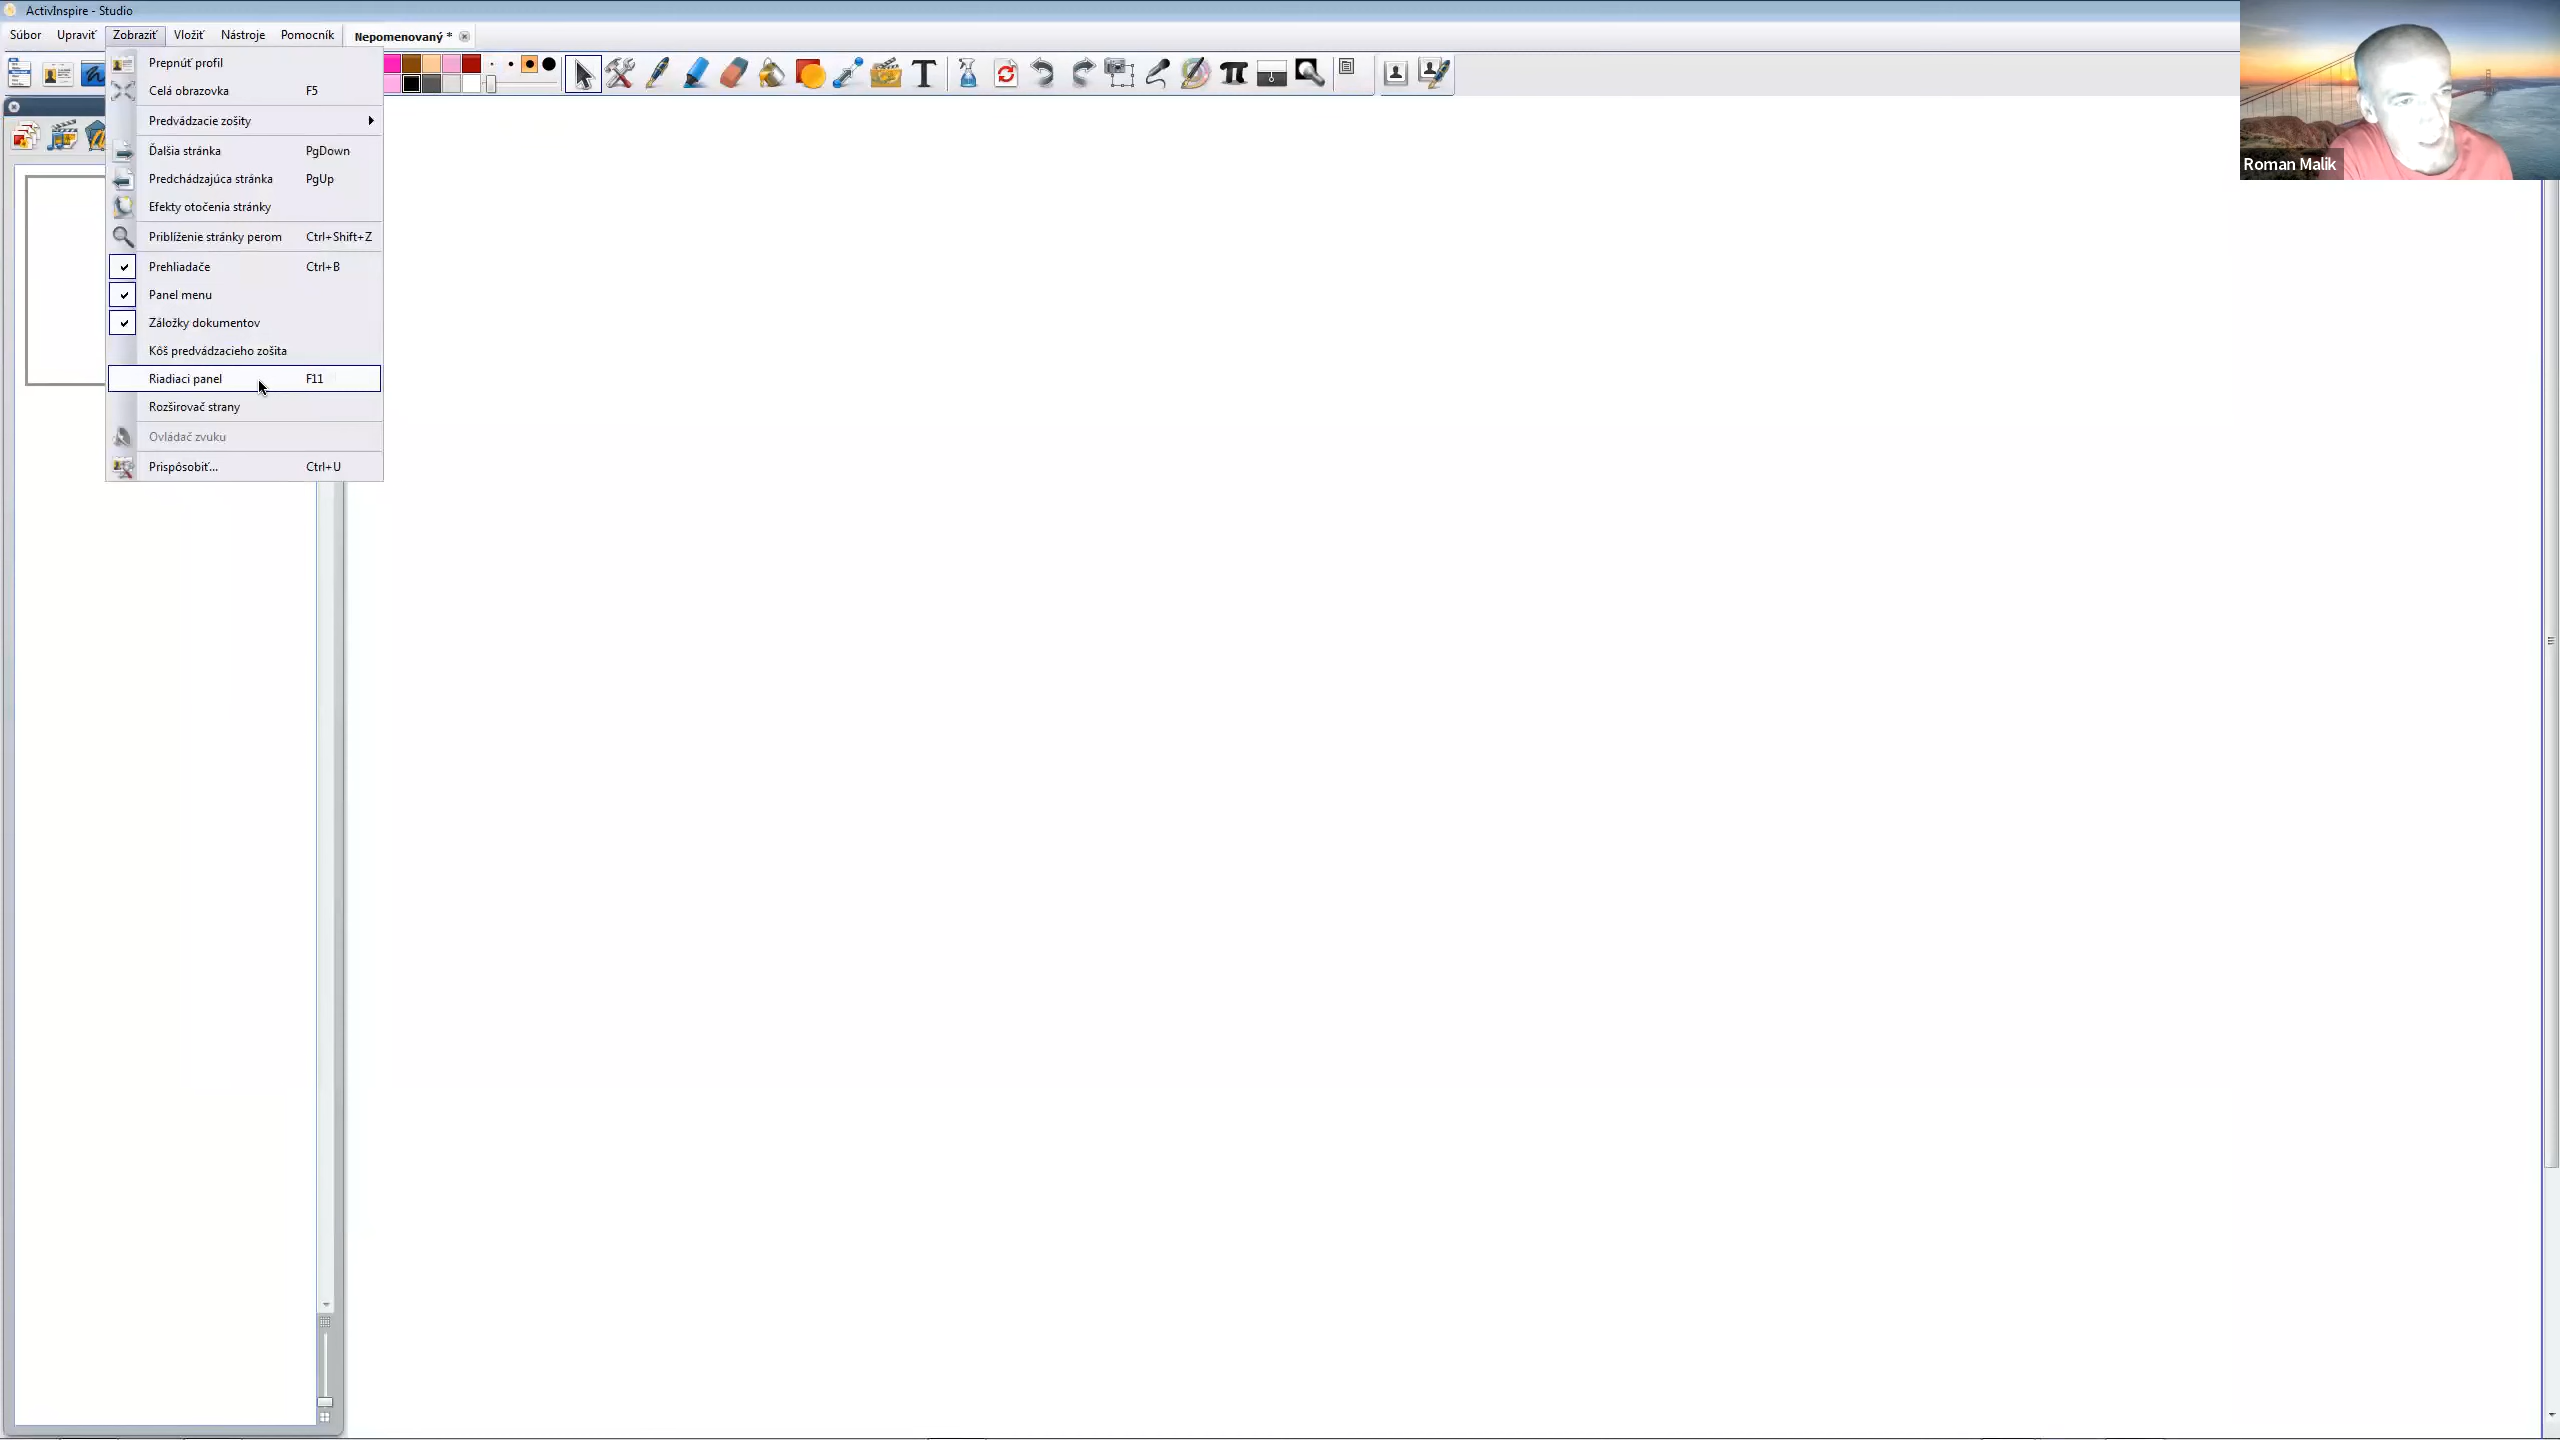 ActivInspire - Studio
Súbor Upraviť Zobraziť Vložiť Nástroje Pomocník Nepomenovaný *
Prepnúť profil
Celá obrazovka F5
Predvádzacie zošity
Ďalšia stránka PgDown
Predchádzajúca stránka PgUp
Efekty otočenia stránky
Priblíženie stránky perom Ctrl+Shift+Z
Prehliadače Ctrl+B
Panel menu
Záložky dokumentov
Kôš predvádzacieho zošita
Riadiaci panel F11
Rozširovač strany
Ovládač zvuku
Prispôsobiť... Ctrl+U
Roman Malik